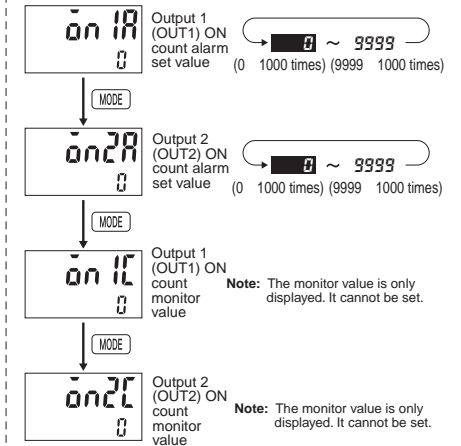 on 1A
0
Output 1
(OUT1) ON
count alarm
set value
0 ~ 9999
(0 1000 times) (9999 1000 times)
MODE
on2A
0
Output 2
(OUT2) ON
count alarm
set value
0 ~ 9999
(0 1000 times) (9999 1000 times)
MODE
on 1C
0
Output 1
(OUT1) ON
count
monitor
value
Note: The monitor value is only
displayed. It cannot be set.
MODE
on2C
0
Output 2
(OUT2) ON
count
monitor
value
Note: The monitor value is only
displayed. It cannot be set.